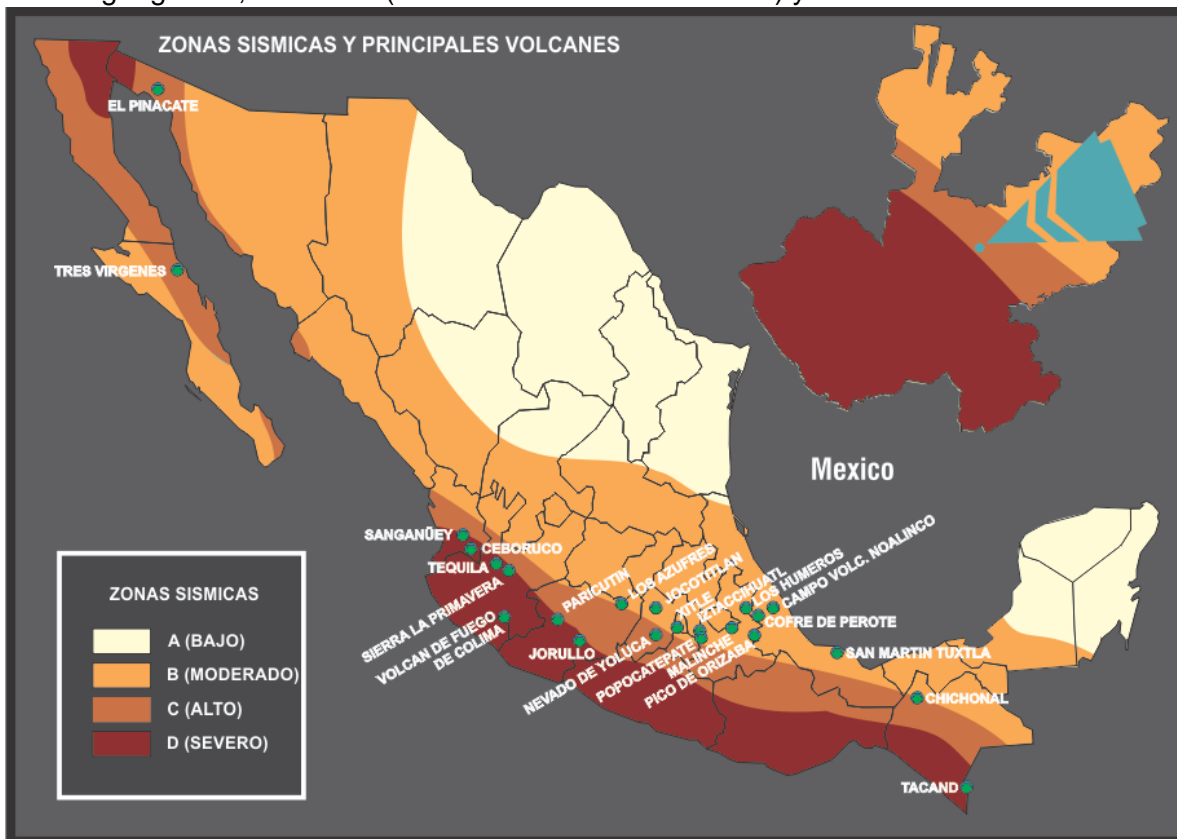 ZONAS SISMICAS Y PRINCIPALES VOLCANES
EL PINACATE
TRES VIRGENES
Mexico
SANGANÜEY
CEBORUCO
TEQUILA
SIERRA LA PRIMAVERA
VOLCAN DE FUEGO
DE COLIMA
PARICUTIN
JORULLO
LOS AZUFRES
JOCOTITLAN
XITLE
IZTACCIHUATL
LOS HUMEROS
CAMPO VOLC. NOALINCO
COFRE DE PEROTE
NEVADO DE YOLUCA
POPOCATEPATE
MALINCHE
PICO DE ORIZABA
SAN MARTIN TUXTLA
CHICHONAL
TACAND
ZONAS SISMICAS
A (BAJO)
B (MODERADO)
C (ALTO)
D (SEVERO)